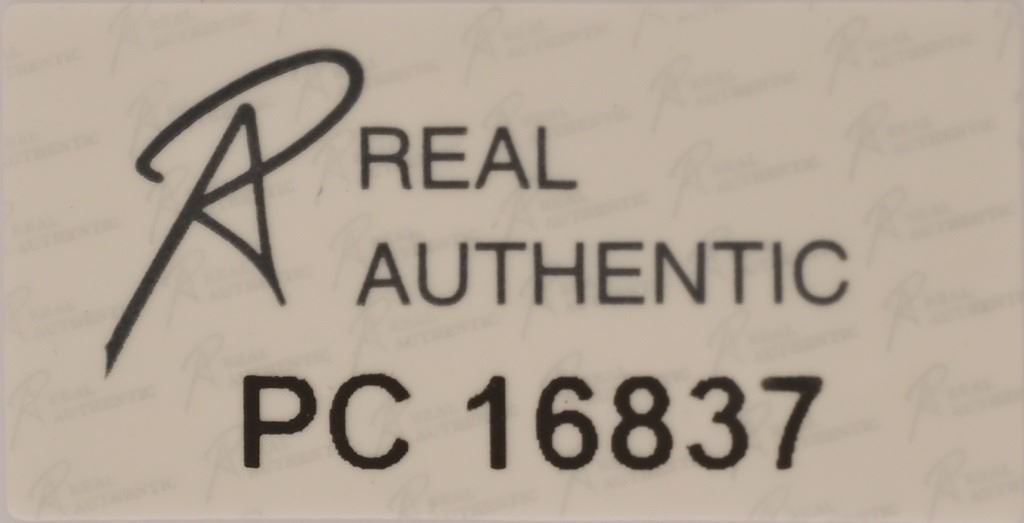 REAL
AUTHENTIC
PC 16837